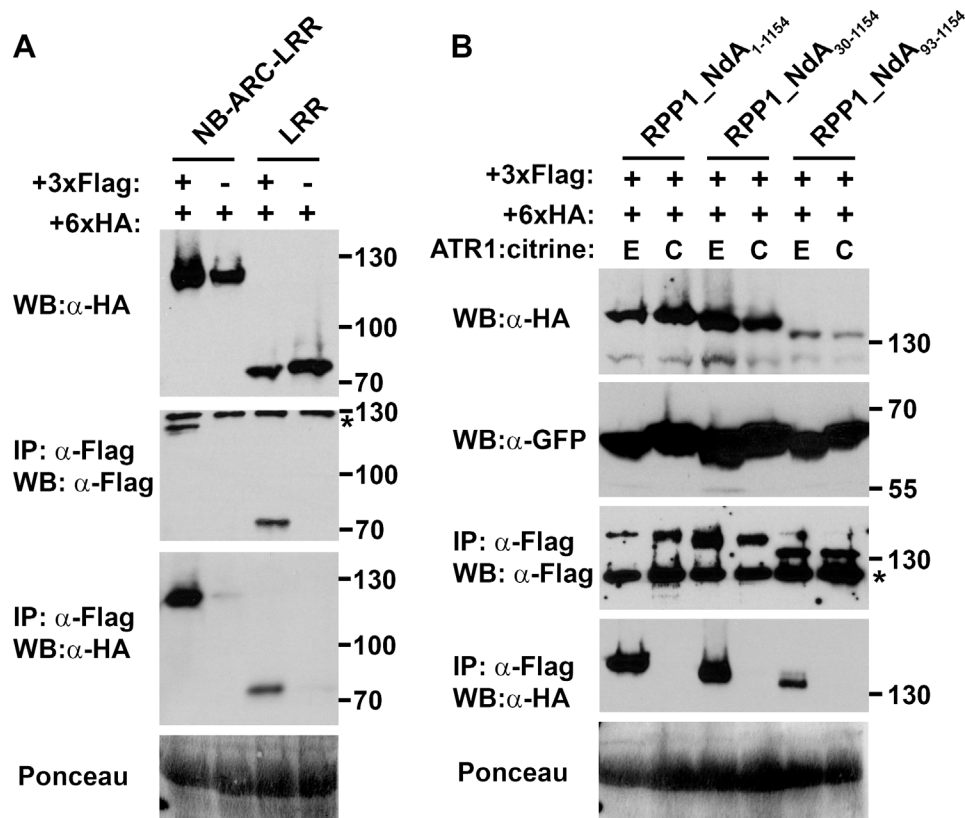 A
NB-ARC-LRR
LRR
+3xFlag: + - + -
+6xHA: + + + +
WB:α-HA
130
100
70
IP: α-Flag
WB: α-Flag
130
*
100
70
IP: α-Flag
WB:α-HA
130
100
70
Ponceau
B
RPP1_NdA1-1154
RPP1_NdA30-1154
RPP1_NdA93-1154
+3xFlag: + + + + + +
+6xHA: + + + + + +
ATR1:citrine: E C E C E C
WB:α-HA
130
WB:α-GFP
70
55
IP: α-Flag
WB: α-Flag
130
*
IP: α-Flag
WB:α-HA
130
Ponceau